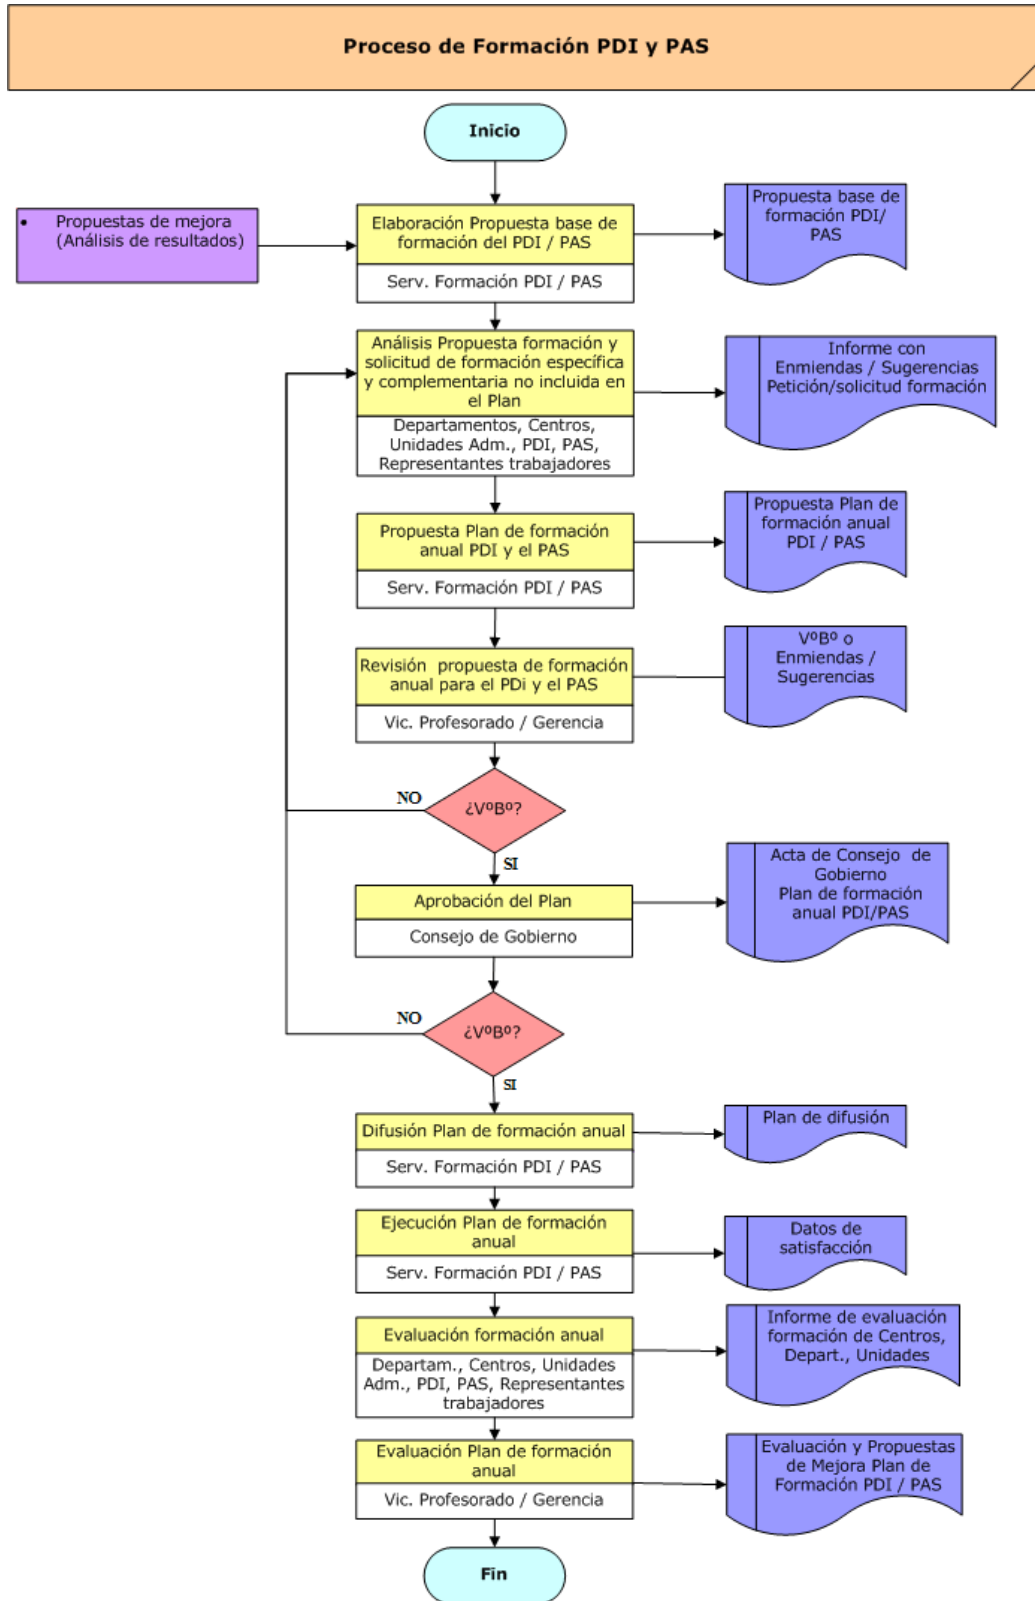 Proceso de Formación PDI y PAS
Inicio
• Propuestas de mejora
(Análisis de resultados)
Elaboración Propuesta base de
formación del PDI / PAS
Serv. Formación PDI / PAS
Propuesta base de
formación PDI/
PAS
Análisis Propuesta formación y
solicitud de formación específica
y complementaria no incluida en
el Plan
Departamentos, Centros,
Unidades Adm., PDI, PAS,
Representantes trabajadores
Informe con
Enmiendas / Sugerencias
Petición/solicitud formación
Propuesta Plan de formación
anual PDI y el PAS
Serv. Formación PDI / PAS
Propuesta Plan de
formación anual
PDI / PAS
Revisión propuesta de formación
anual para el PDi y el PAS
Vic. Profesorado / Gerencia
VºBº o
Enmiendas /
Sugerencias
NO
¿VºBº?
SI
Aprobación del Plan
Consejo de Gobierno
Acta de Consejo de
Gobierno
Plan de formación
anual PDI/PAS
NO
¿VºBº?
SI
Difusión Plan de formación anual
Serv. Formación PDI / PAS
Plan de difusión
Ejecución Plan de formación
anual
Serv. Formación PDI / PAS
Datos de
satisfacción
Evaluación formación anual
Departam., Centros, Unidades
Adm., PDI, PAS, Representantes
trabajadores
Informe de evaluación
formación de Centros,
Depart., Unidades
Evaluación Plan de formación
anual
Vic. Profesorado / Gerencia
Evaluación y Propuestas
de Mejora Plan de
Formación PDI / PAS
Fin